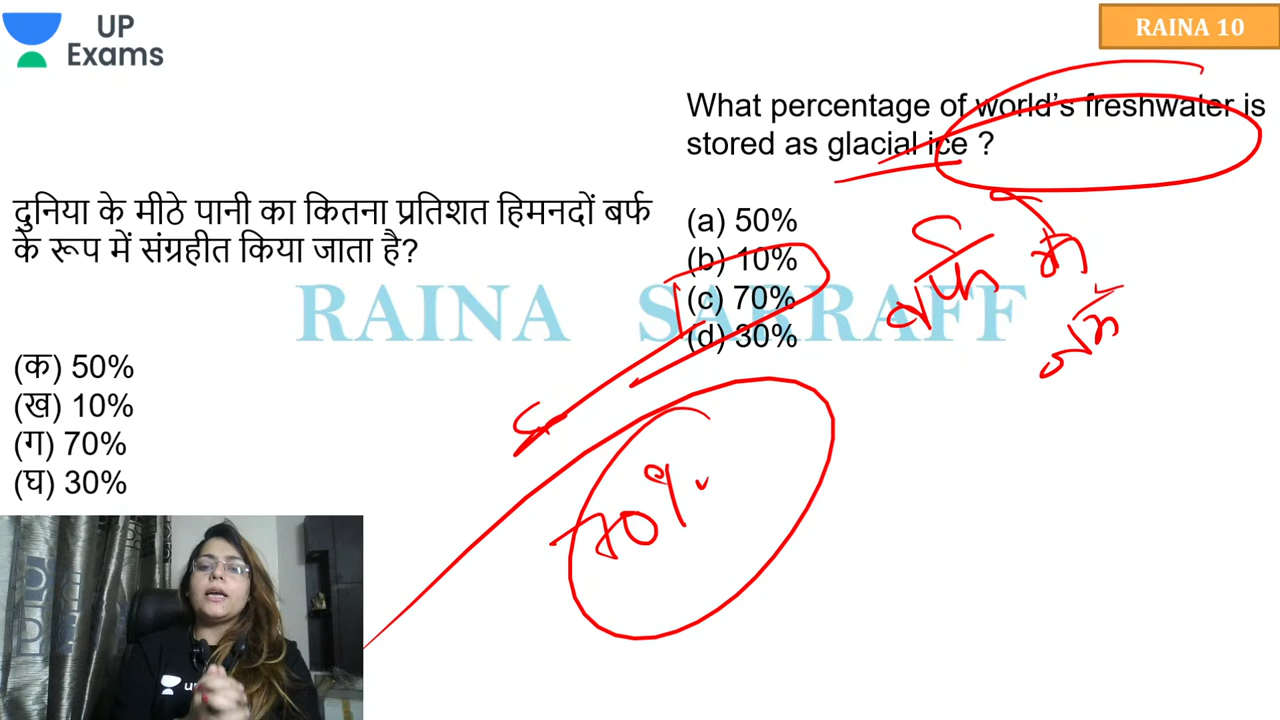 UP
Exams
RAINA 10
What percentage of world's freshwater is
stored as glacial ice ?
(a) 50%
(b) 10%
(c) 70%
(d) 30%
दुनिया के मीठे पानी का कितना प्रतिशत हिमनदों बर्फ
के रूप में संग्रहीत किया जाता है?
(क) 50%
(ख) 10%
(ग) 70%
(घ) 30%
RAINA SARRAFF
70%